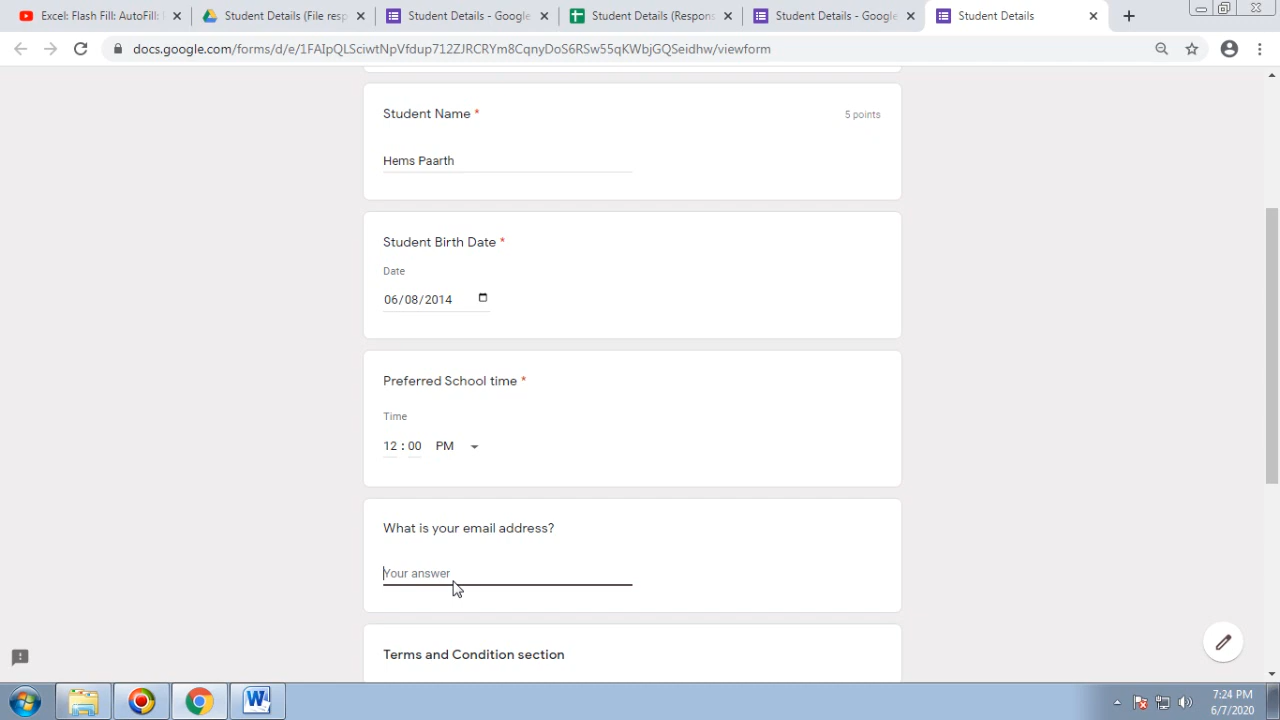 Excel Flash Fill: AutoFill:
Student Details (File resp
Student Details - Google
Student Details (Respons
Student Details - Google
Student Details
docs.google.com/forms/d/e/1FAIpQLSciwtNpVfdup712ZJRCRYm8CqnyDoS6RSw55qKWbjGQSeidhw/viewform
Student Name *
5 points
Hems Paarth
Student Birth Date *
Date
06/08/2014
Preferred School time *
Time
12 : 00 PM
What is your email address?
Your answer
Terms and Condition section
7:24 PM
6/7/2020